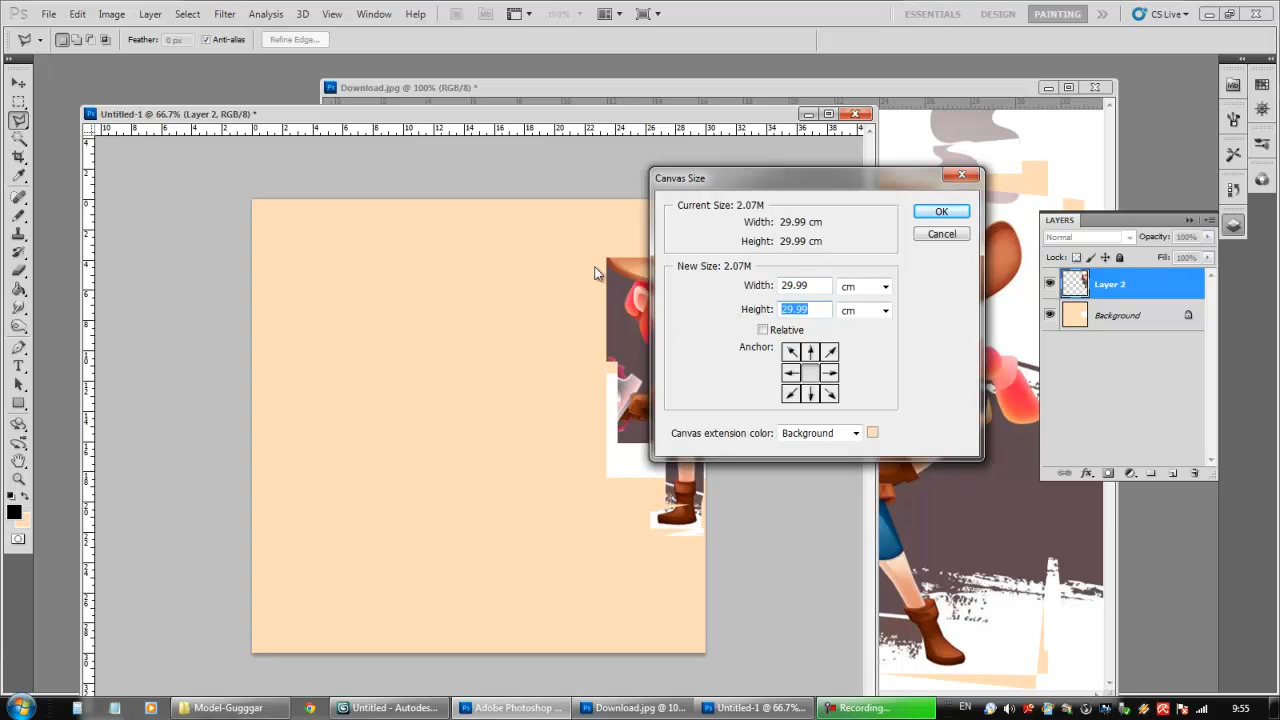 Ps File Edit Image Layer Select Filter Analysis 3D View Window Help Br Mb 100% ESSENTIALS DESIGN PAINTING CS Live
Feather: 0 px Anti-alias Refine Edge...
Download.jpg @ 100% (RGB/8) *
Untitled-1 @ 66.7% (Layer 2, RGB/8) *
Canvas Size
Current Size: 2.07M
Width: 29.99 cm
Height: 29.99 cm
OK
Cancel
New Size: 2.07M
Width: 29.99 cm
Height: 29.99 cm
Relative
Anchor:
Canvas extension color: Background
LAYERS
Normal Opacity: 100%
Lock: Fill: 100%
Layer 2
Background
Model-Gugggar Untitled - Autodes... Adobe Photoshop ... Download.jpg @ 10... Untitled-1 @ 66.7%... Recording... EN 9:55